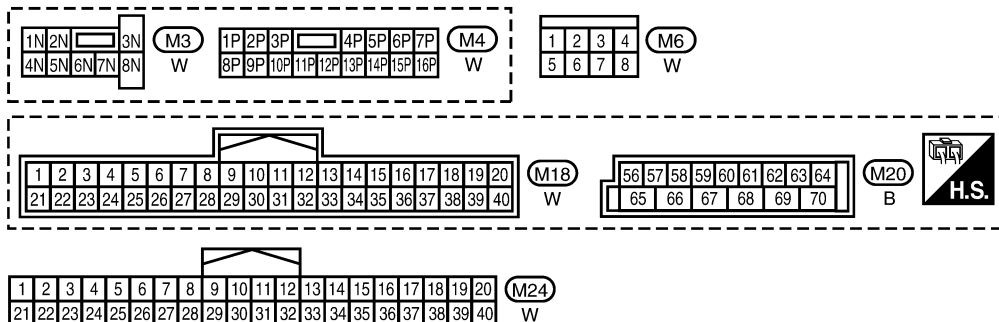 1N 2N 3N M3
4N 5N 6N 7N 8N W
1P 2P 3P 4P 5P 6P 7P M4
8P 9P 10P 11P 12P 13P 14P 15P 16P W
1 2 3 4 M6
5 6 7 8 W
1 2 3 4 5 6 7 8 9 10 11 12 13 14 15 16 17 18 19 20 M18
21 22 23 24 25 26 27 28 29 30 31 32 33 34 35 36 37 38 39 40 W
56 57 58 59 60 61 62 63 64 M20
65 66 67 68 69 70 B
H.S.
1 2 3 4 5 6 7 8 9 10 11 12 13 14 15 16 17 18 19 20 M24
21 22 23 24 25 26 27 28 29 30 31 32 33 34 35 36 37 38 39 40 W